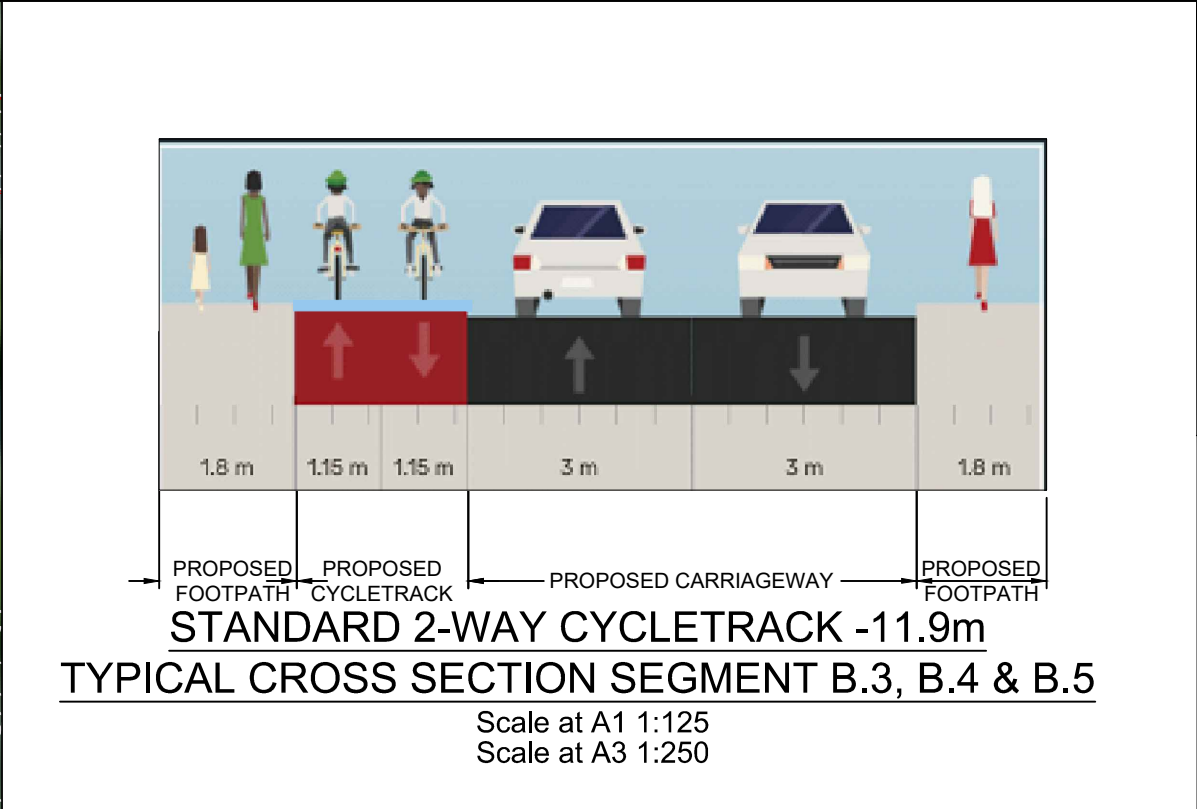 1.8 m 1.15 m 1.15 m 3 m 3 m 1.8 m
PROPOSED FOOTPATH
PROPOSED CYCLETRACK
PROPOSED CARRIAGEWAY
PROPOSED FOOTPATH
STANDARD 2-WAY CYCLETRACK -11.9m
TYPICAL CROSS SECTION SEGMENT B.3, B.4 & B.5
Scale at A1 1:125
Scale at A3 1:250